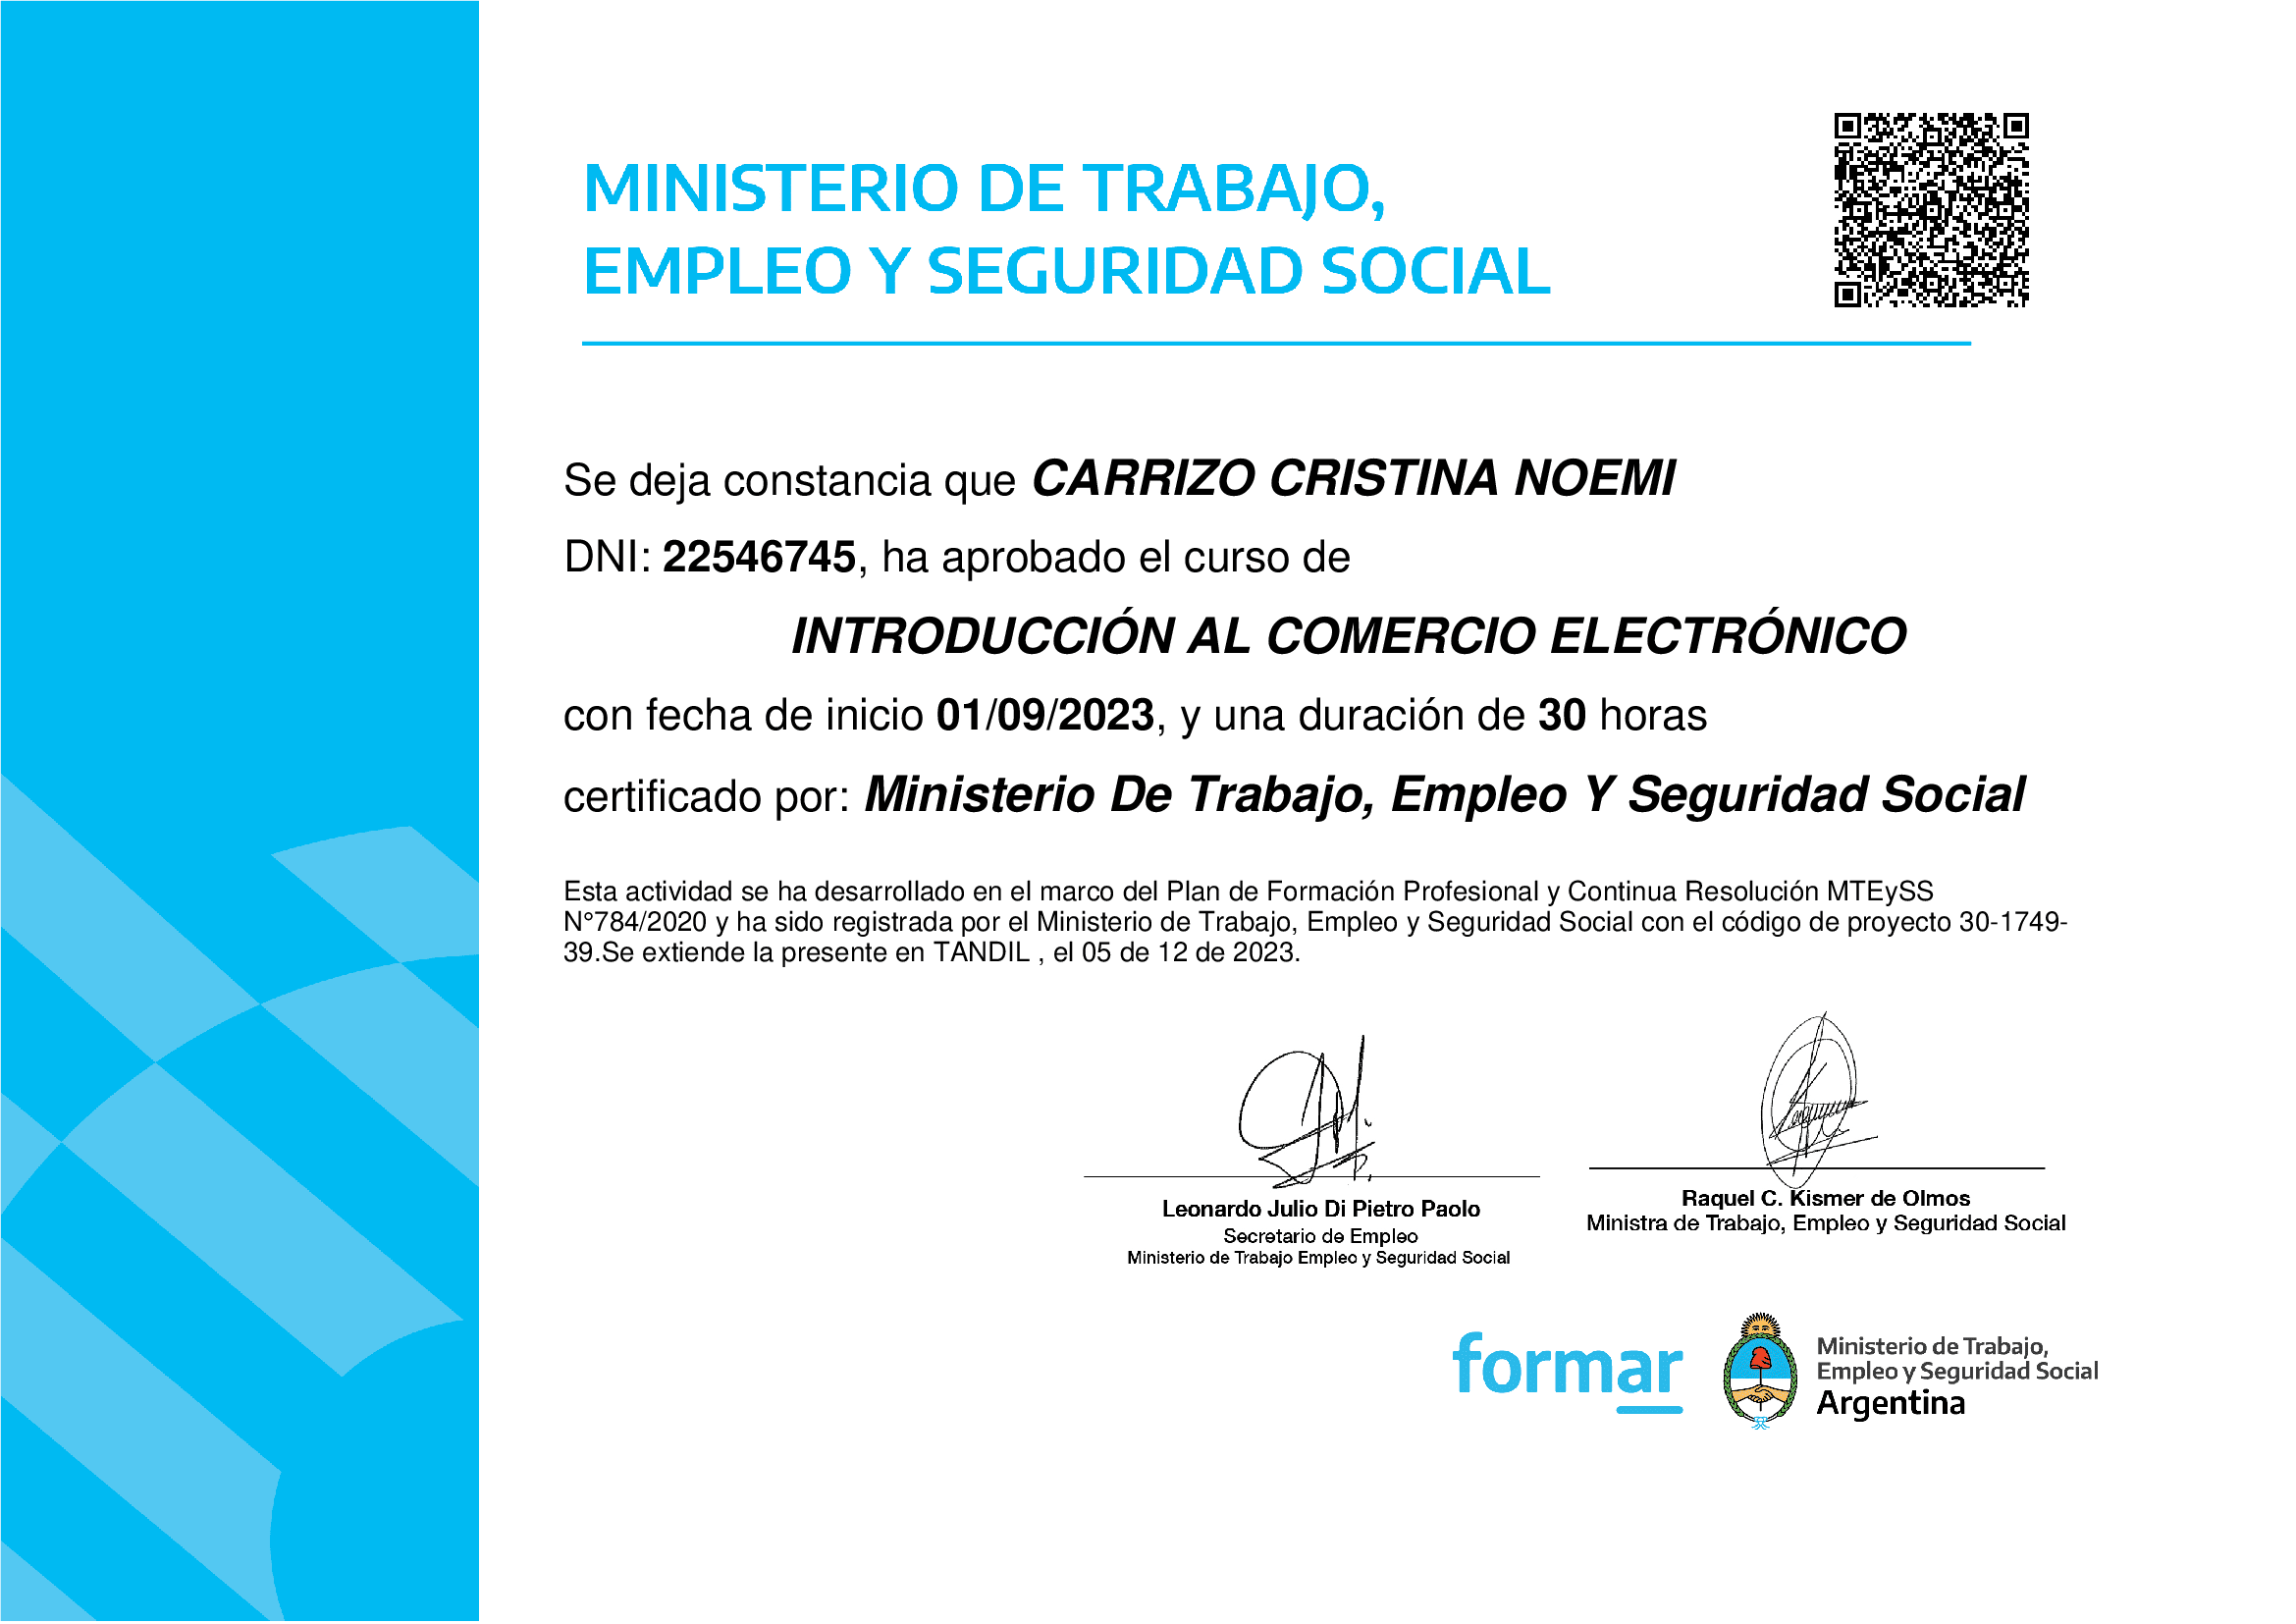 MINISTERIO DE TRABAJO,
EMPLEO Y SEGURIDAD SOCIAL
Se deja constancia que CARRIZO CRISTINA NOEMI
DNI: 22546745, ha aprobado el curso de
INTRODUCCIÓN AL COMERCIO ELECTRÓNICO
con fecha de inicio 01/09/2023, y una duración de 30 horas
certificado por: Ministerio De Trabajo, Empleo Y Seguridad Social
Esta actividad se ha desarrollado en el marco del Plan de Formación Profesional y Continua Resolución MTEySS
N°784/2020 y ha sido registrada por el Ministerio de Trabajo, Empleo y Seguridad Social con el código de proyecto 30-1749-
39.Se extiende la presente en TANDIL , el 05 de 12 de 2023.
Leonardo Julio Di Pietro Paolo
Secretario de Empleo
Ministerio de Trabajo Empleo y Seguridad Social
Raquel C. Kismer de Olmos
Ministra de Trabajo, Empleo y Seguridad Social
formar
Ministerio de Trabajo,
Empleo y Seguridad Social
Argentina